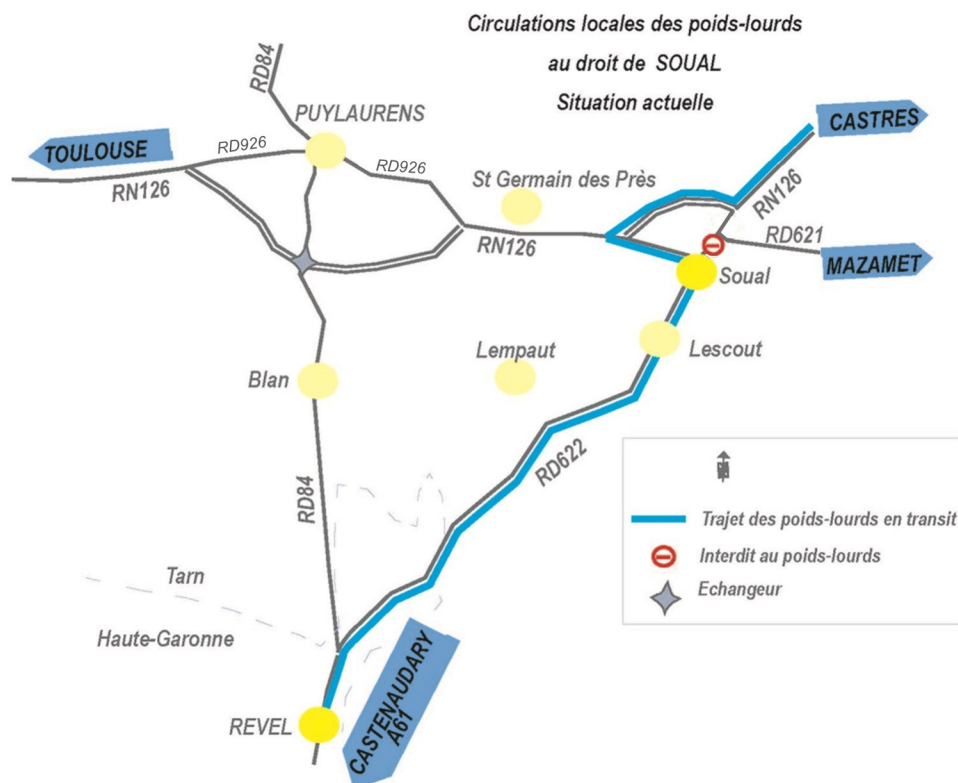 Circulations locales des poids-lourds
au droit de SOUAL
Situation actuelle
RD84
PUYLAURENS
CASTRES
TOULOUSE
RD926
RD926
RN126
St Germain des Près
RN126
RN126
RD621
MAZAMET
Soual
Lescout
Lempaut
Blan
RD622
RD84
Trajet des poids-lourds en transit
Interdit au poids-lourds
Echangeur
Tarn
Haute-Garonne
CASTENAUDARY
A61
REVEL